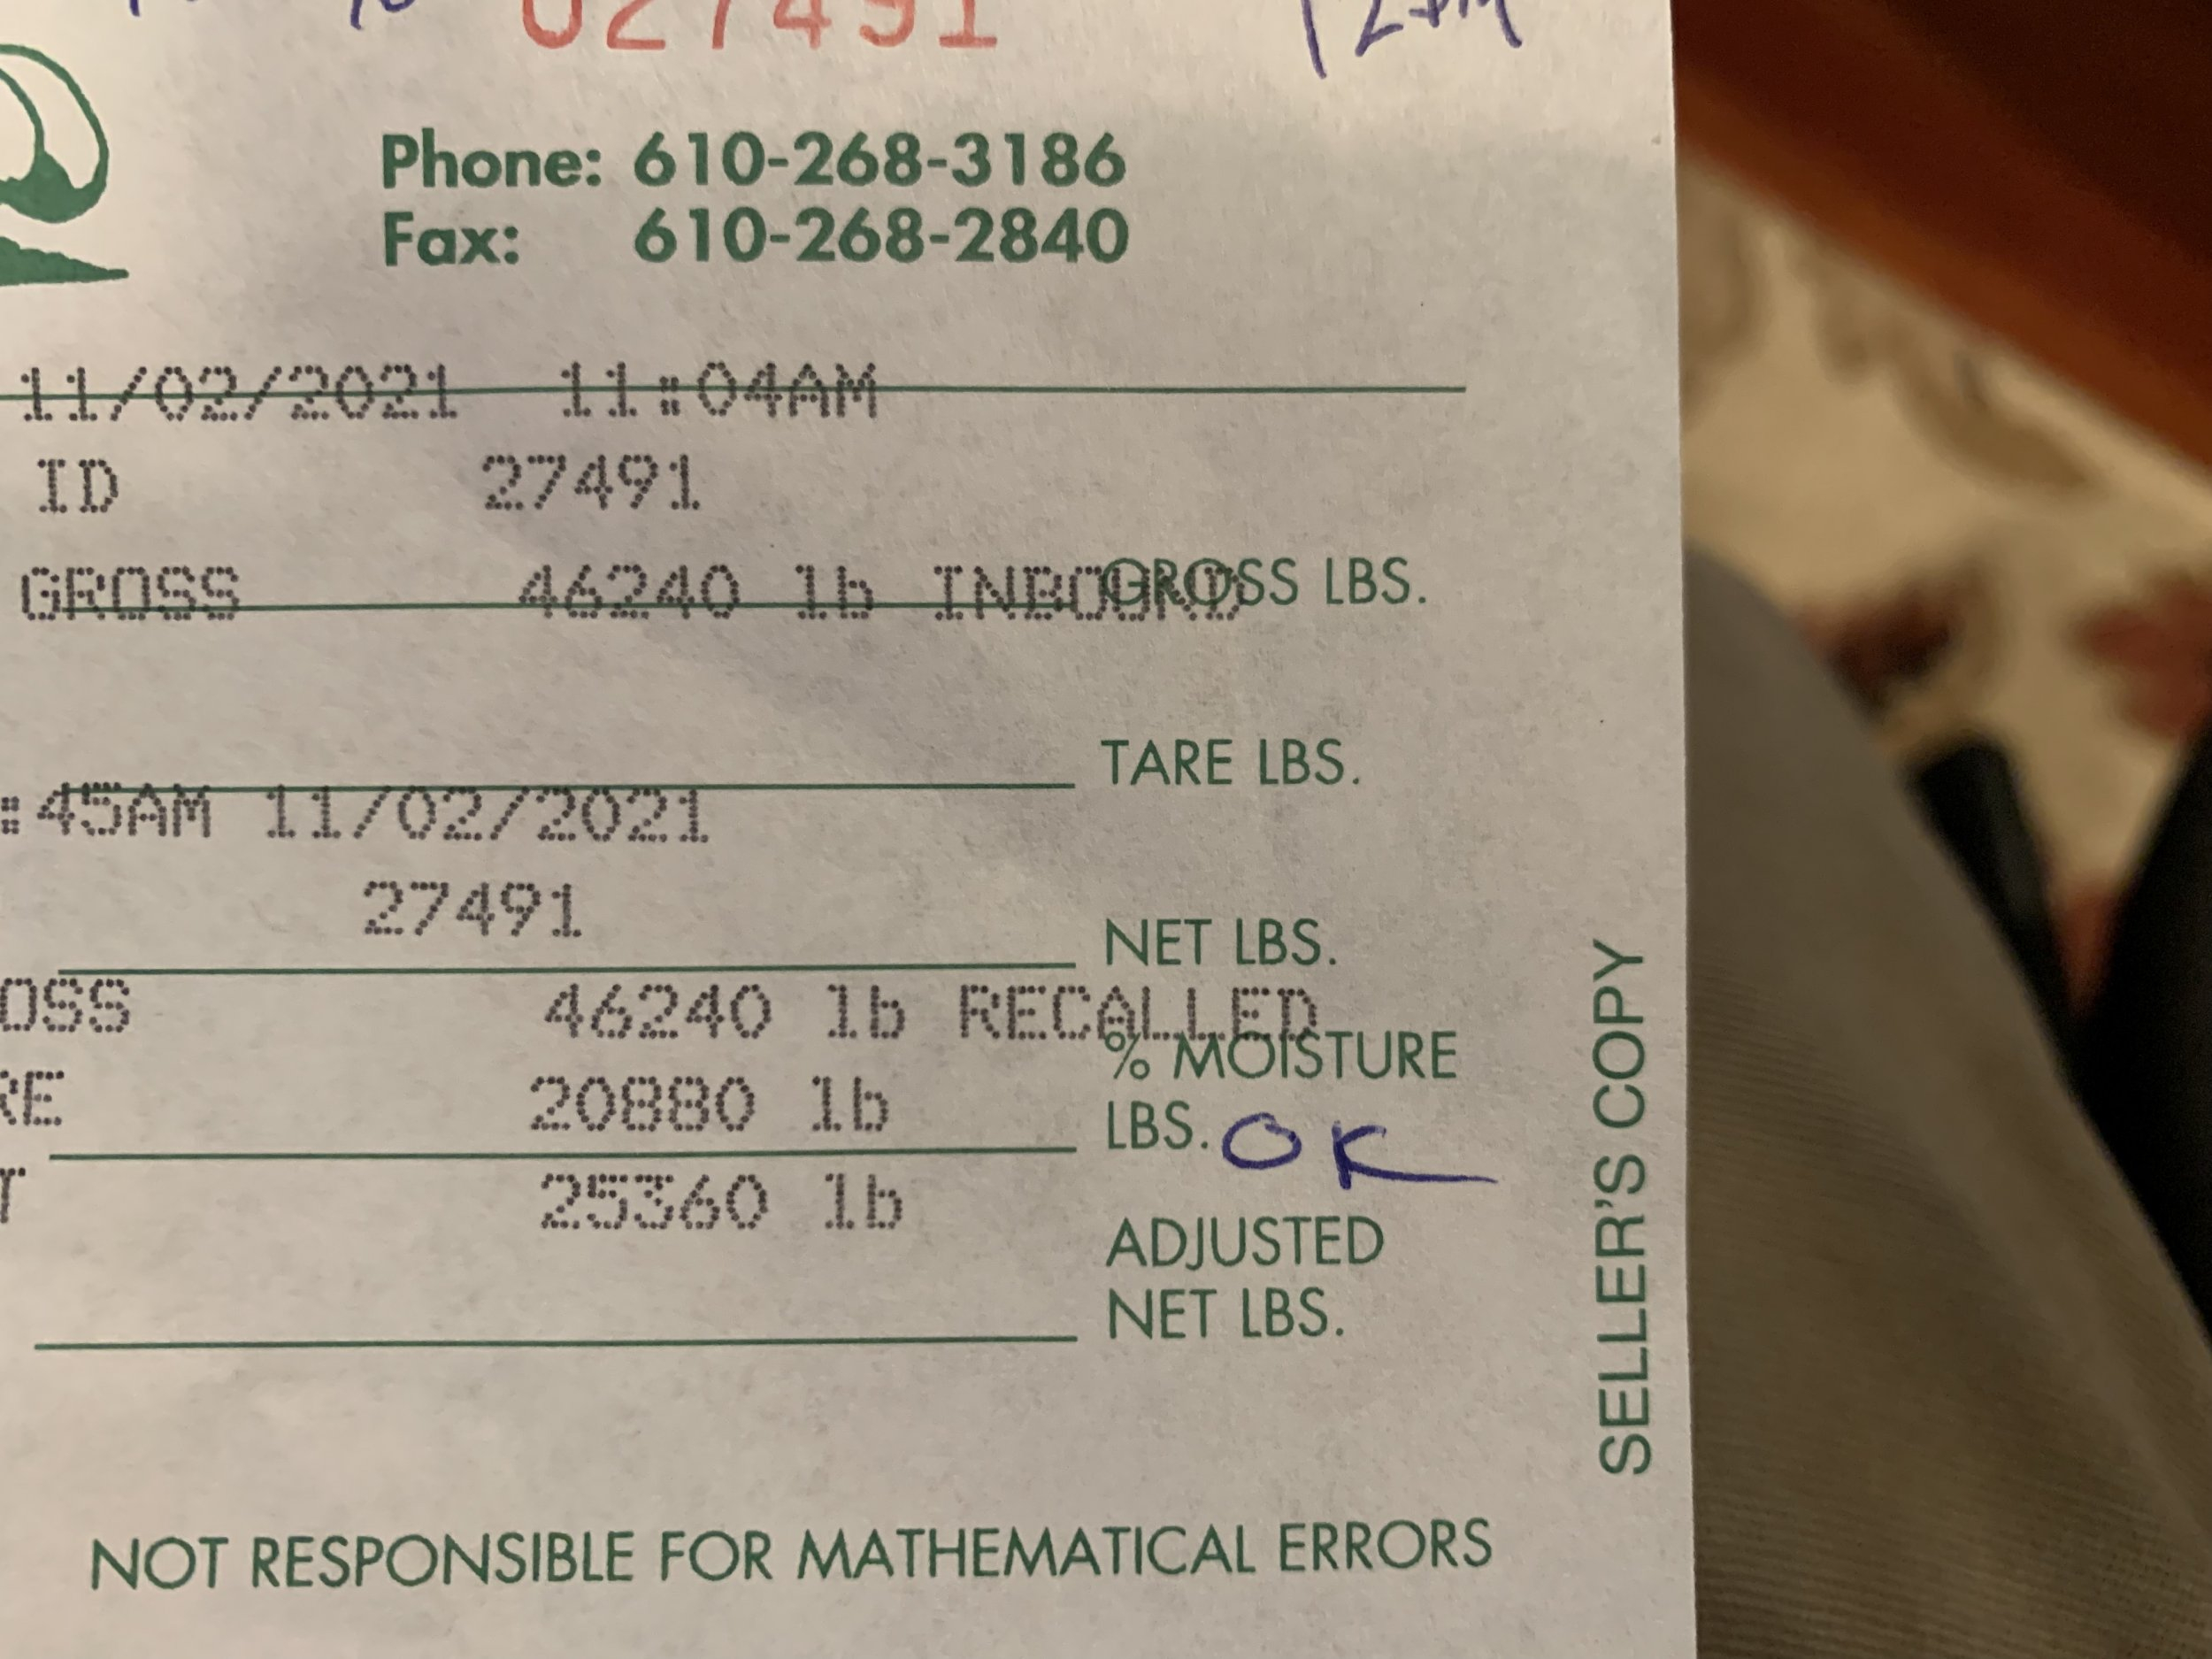 027491
12PM
Phone: 610-268-3186
Fax: 610-268-2840
11/02/2021 11:04AM
ID 27491
GROSS 46240 lb INBOUND GROSS LBS.
TARE LBS.
:45AM 11/02/2021
27491
NET LBS.
OSS 46240 lb RECALLED
% MOISTURE
RE 20880 lb
LBS. OK
T 25360 lb
ADJUSTED
NET LBS.
SELLER'S COPY
NOT RESPONSIBLE FOR MATHEMATICAL ERRORS